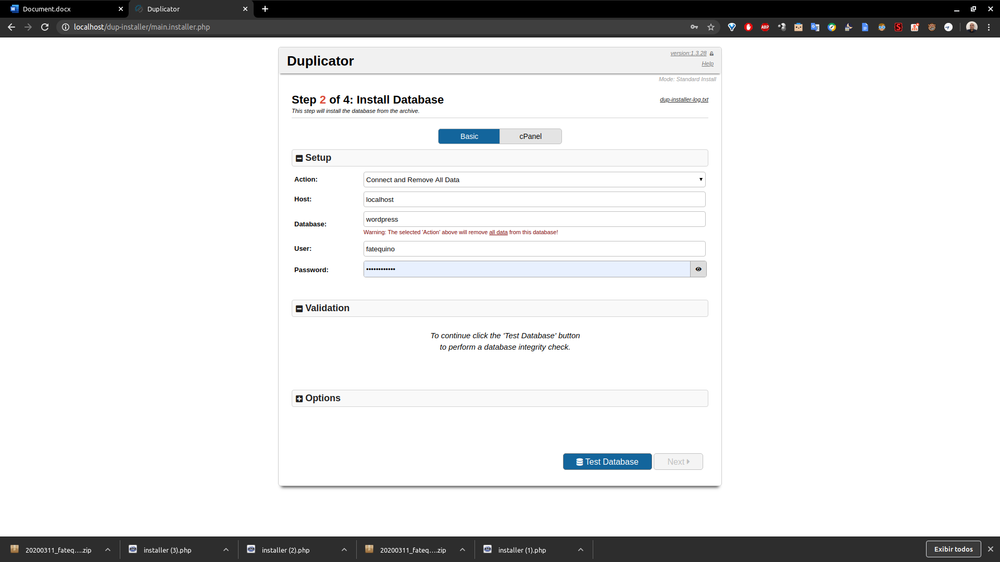 Document.docx
Duplicator
localhost/dup-installer/main.installer.php
ABP
Duplicator
version:1.3.28
Help
Mode: Standard Install
Step 2 of 4: Install Database
dup-installer-log.txt
This step will install the database from the archive.
Basic
cPanel
Setup
Action:
Connect and Remove All Data
Host:
localhost
Database:
wordpress
Warning: The selected 'Action' above will remove all data from this database!
User:
fatequino
Password:
••••••••••••
Validation
To continue click the 'Test Database' button
to perform a database integrity check.
Options
Test Database
Next
20200311_fateq….zip
installer (3).php
installer (2).php
20200311_fateq….zip
installer (1).php
Exibir todos